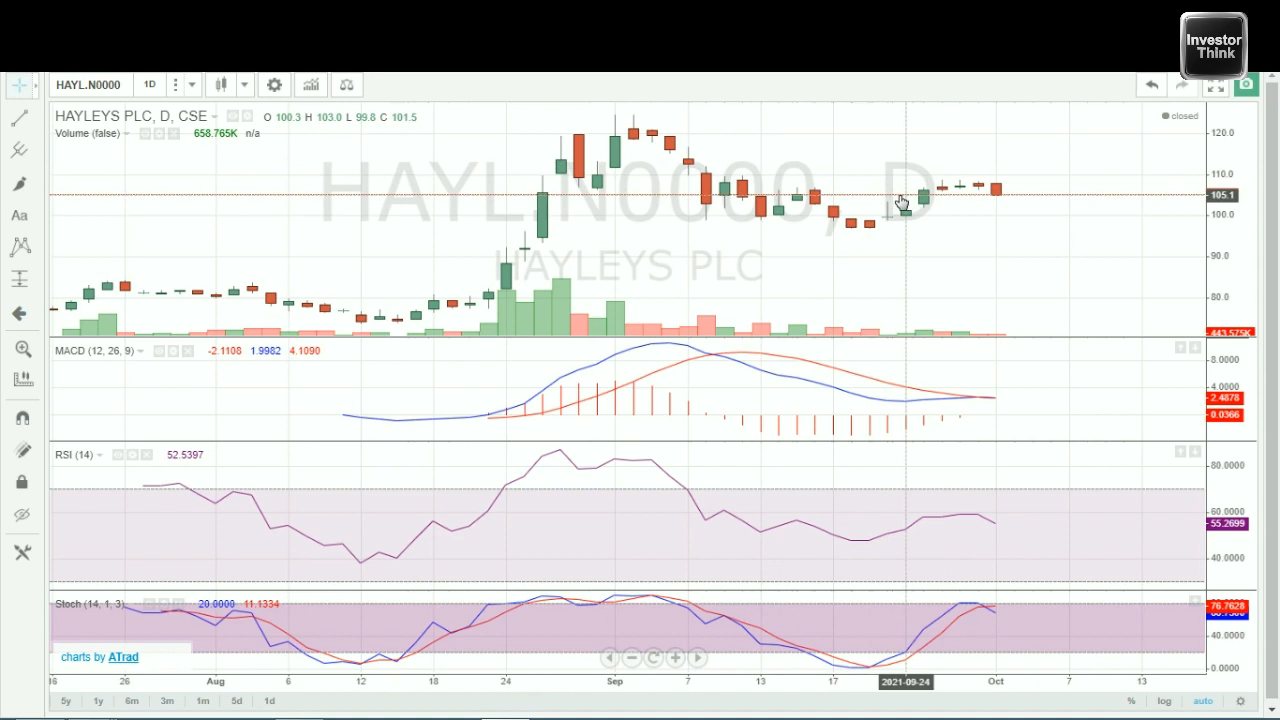 Investor
Think
HAYL.N0000 1D
HAYLEYS PLC, D, CSE O 100.3 H 103.0 L 99.8 C 101.5
closed
Volume (false) 658.765K n/a
HAYL.N0000, D
HAYLEYS PLC
120.0
110.0
105.1
100.0
90.0
80.0
443.575K
Aa
MACD (12, 26, 9) -2.1108 1.9982 4.1090
8.0000
4.0000
2.4878
0.0366
RSI (14) 52.5397
80.0000
60.0000
55.2699
40.0000
Stoch (14, 1, 3) 20.0000 11.1334
76.7628
40.0000
0.0000
charts by ATrad
16 26 Aug 6 12 18 24 Sep 7 13 17 2021-09-24 Oct 7 13
5y 1y 6m 3m 1m 5d 1d % log auto